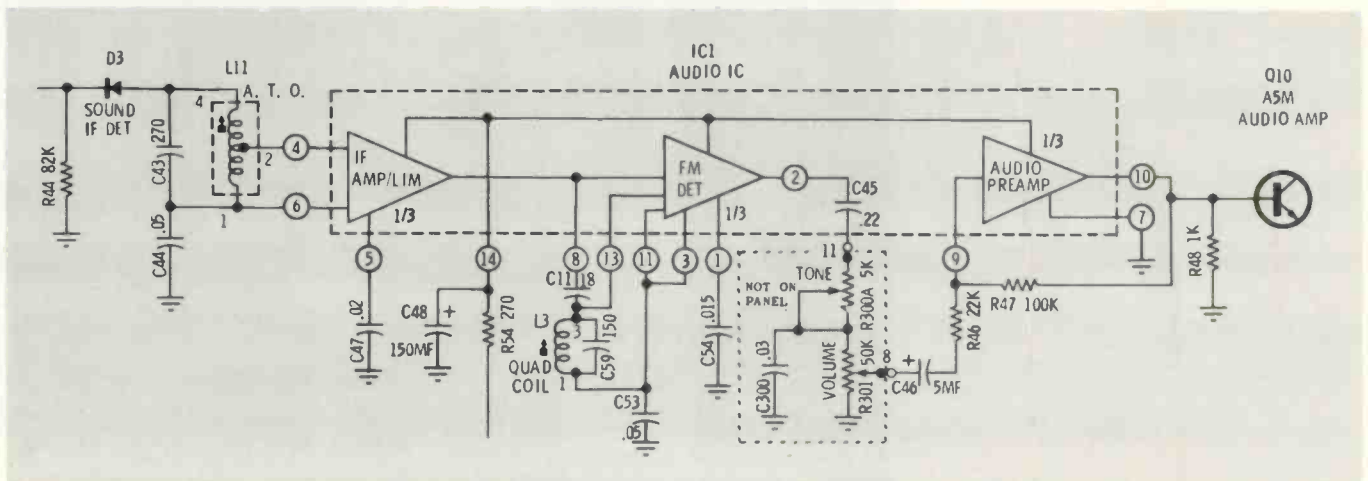 IC1
AUDIO IC
D3
SOUND
IF DET
L11
A. T. O.
4
2
1
R44 82K
C43 270
C44 .05
4
6
IF
AMP/LIM
1/3
5
C47 .02
14
C48 +
150MF
R54 270
8
C11 18
13
11
3
1
L3
3
1
QUAD
COIL
C59 150
C53
.05
C54 .015
FM
DET
1/3
2
C45
.22
11
TONE
NOT ON
PANEL
R300A 5K
C300 .03
VOLUME
R301 50K
8
C46 +
5MF
AUDIO
PREAMP
1/3
10
7
9
R46 22K
R47 100K
R48 1K
Q10
A5M
AUDIO AMP